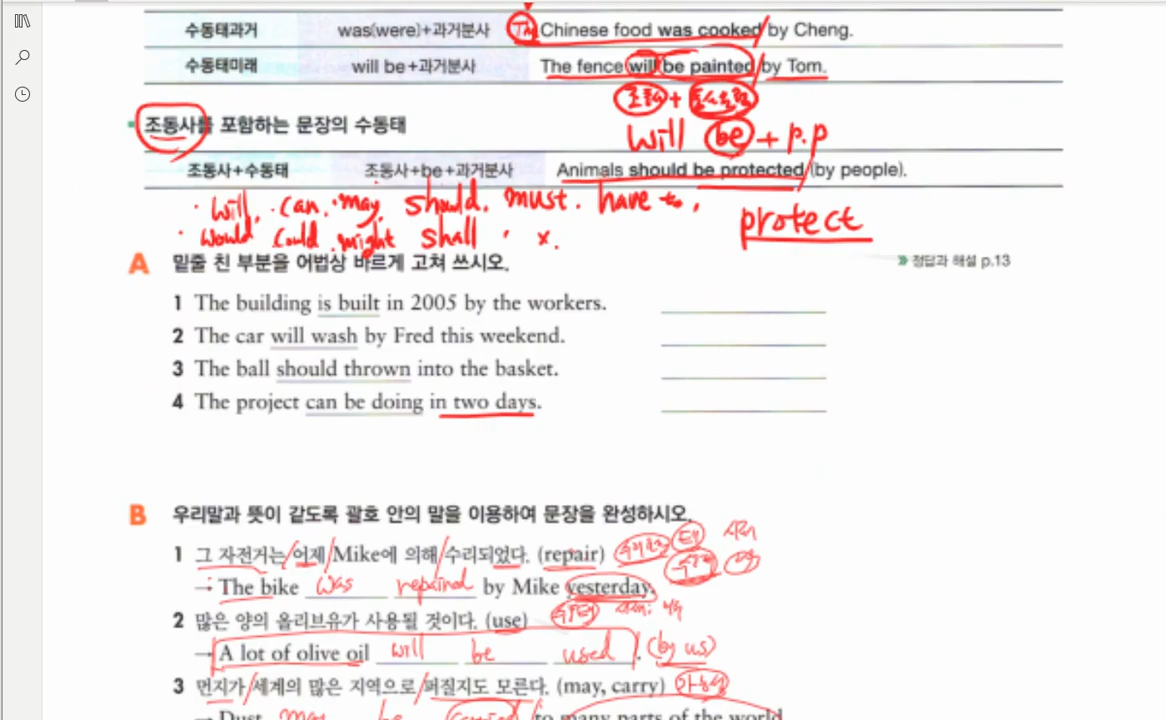 수동태과거 was(were)+과거분사 The Chinese food was cooked by Cheng.
수동태미래 will be+과거분사 The fence will be painted by Tom.
조동사 +
조동사를 포함하는 문장의 수동태
will be + p.p
조동사+수동태 조동사+be+과거분사 Animals should be protected (by people).
will, can, may, should, must, have to,
protect
would could might shall x.
A 밑줄 친 부분을 어법상 바르게 고쳐 쓰시오.
» 정답과 해설 p.13
1 The building is built in 2005 by the workers.
2 The car will wash by Fred this weekend.
3 The ball should thrown into the basket.
4 The project can be doing in two days.
B 우리말과 뜻이 같도록 괄호 안의 말을 이용하여 문장을 완성하시오.
1 그 자전거는/어제/Mike에 의해/수리되었다. (repair)
→ The bike was repaired by Mike yesterday.
2 많은 양의 올리브유가 사용될 것이다. (use)
→ A lot of olive oil will be used. (by us)
3 먼지가/세계의 많은 지역으로/퍼질지도 모른다. (may, carry) 가능성
→ Dust may be carried to many parts of the world